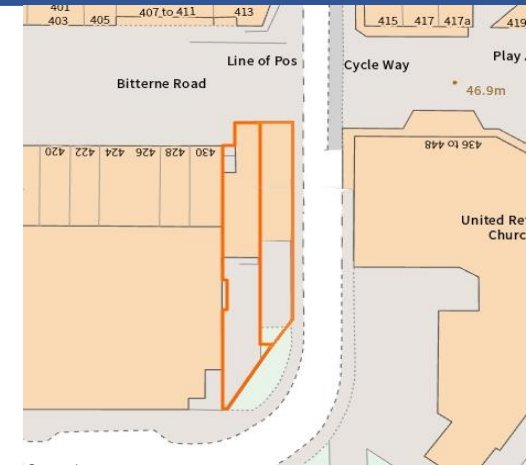 401
403
405
407 to 411
413
415
417
417a
419
Line of Pos
Cycle Way
Play
46.9m
Bitterne Road
420
422
424
426
428
430
436 to 448
United Re
Churc